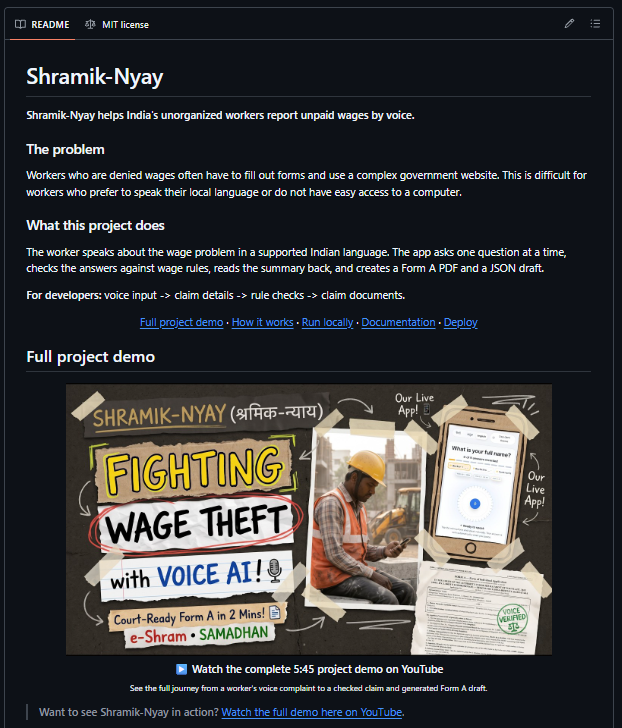 README
MIT license
Shramik-Nyay
Shramik-Nyay helps India's unorganized workers report unpaid wages by voice.
The problem
Workers who are denied wages often have to fill out forms and use a complex government website. This is difficult for
workers who prefer to speak their local language or do not have easy access to a computer.
What this project does
The worker speaks about the wage problem in a supported Indian language. The app asks one question at a time,
checks the answers against wage rules, reads the summary back, and creates a Form A PDF and a JSON draft.
For developers: voice input -> claim details -> rule checks -> claim documents.
Full project demo · How it works · Run locally · Documentation · Deploy
Full project demo
SHRAMIK-NYAY (श्रमिक-न्याय)
Our Live
App!
FIGHTING
WAGE THEFT
with VOICE AI!
Court-Ready Form A in 2 Mins!
e-Shram • SAMADHAN
What is your full name?
Our
Live
App!
VOICE
VERIFIED
Watch the complete 5:45 project demo on YouTube
See the full journey from a worker's voice complaint to a checked claim and generated Form A draft.
Want to see Shramik-Nyay in action? Watch the full demo here on YouTube.